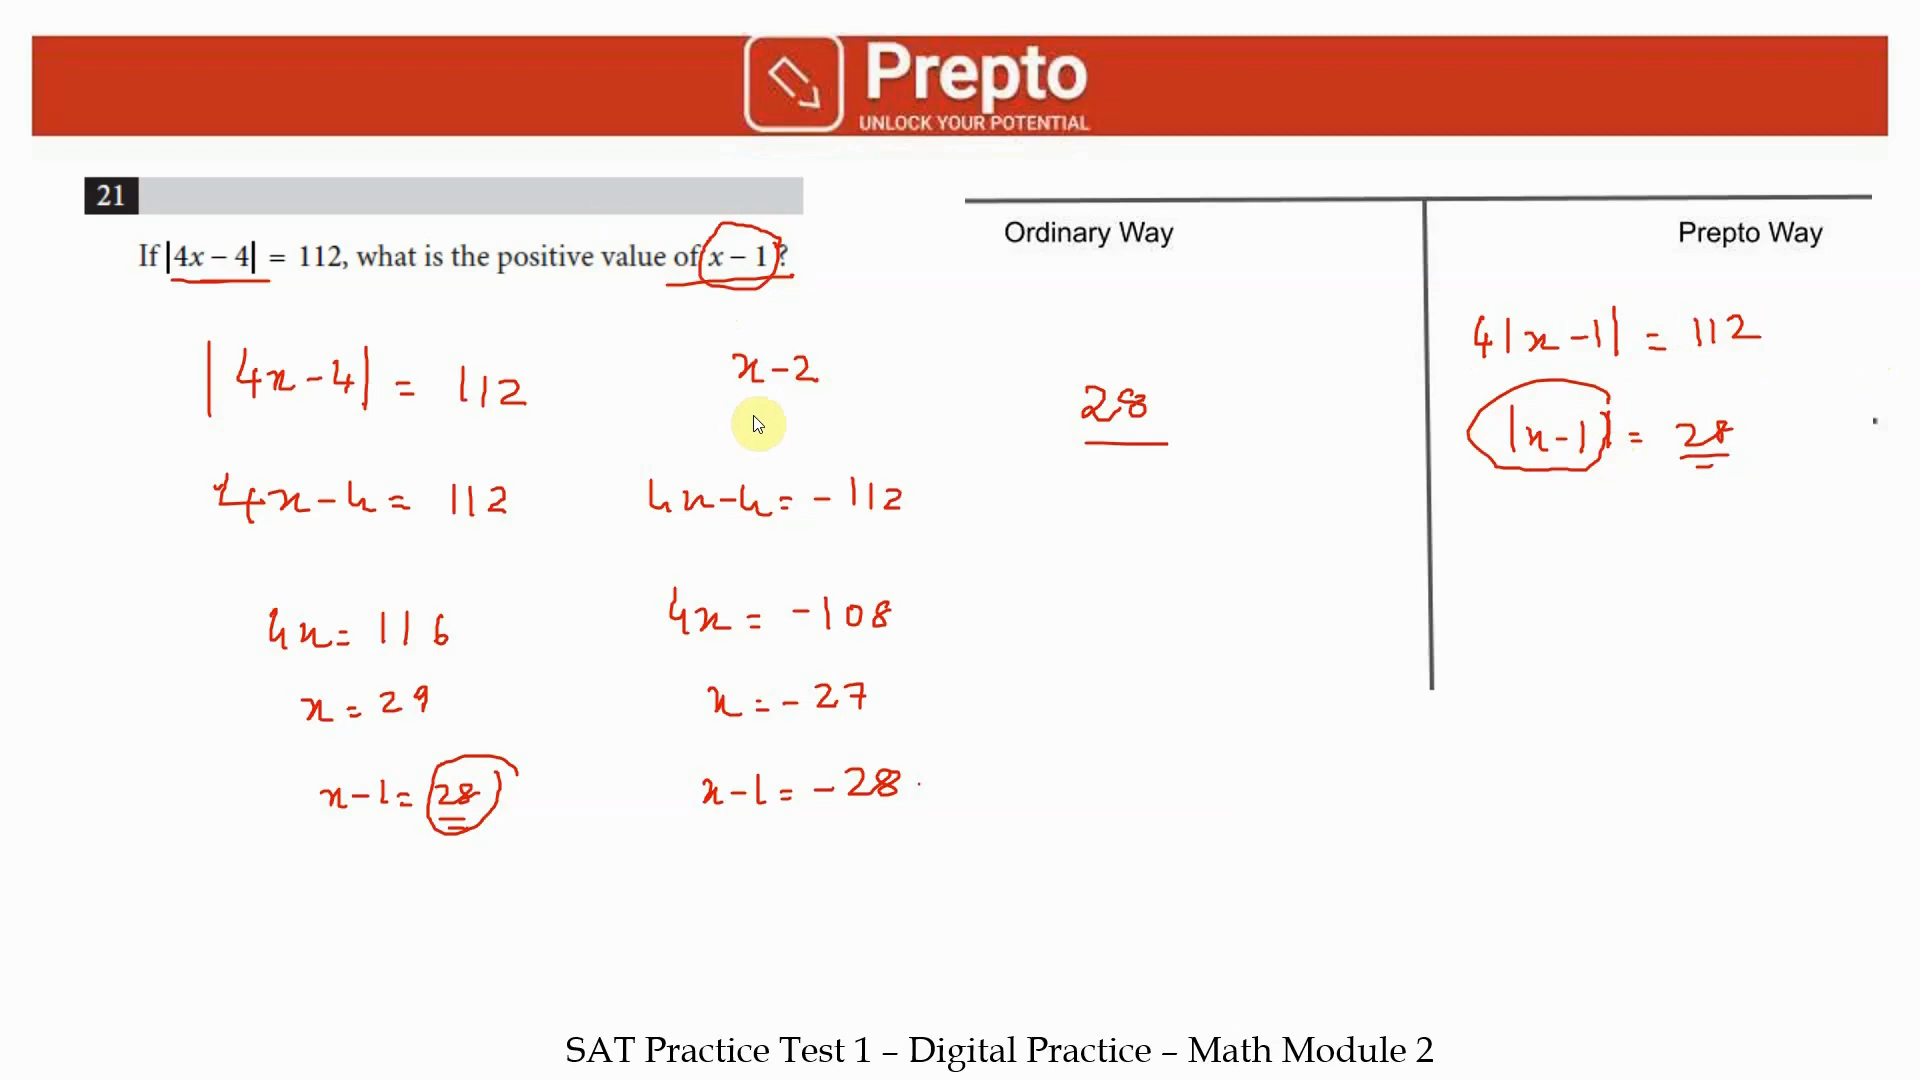 Prepto
UNLOCK YOUR POTENTIAL
21
If |4x – 4| = 112, what is the positive value of x – 1 ?
|4x-4| = 112
x-2
4x-4 = 112
4x-4 = -112
4x = 116
4x = -108
x = 29
x = -27
x-1 = 28
x-1 = -28
Ordinary Way
28
Prepto Way
4|x-1| = 112
|x-1| = 28
SAT Practice Test 1 – Digital Practice – Math Module 2